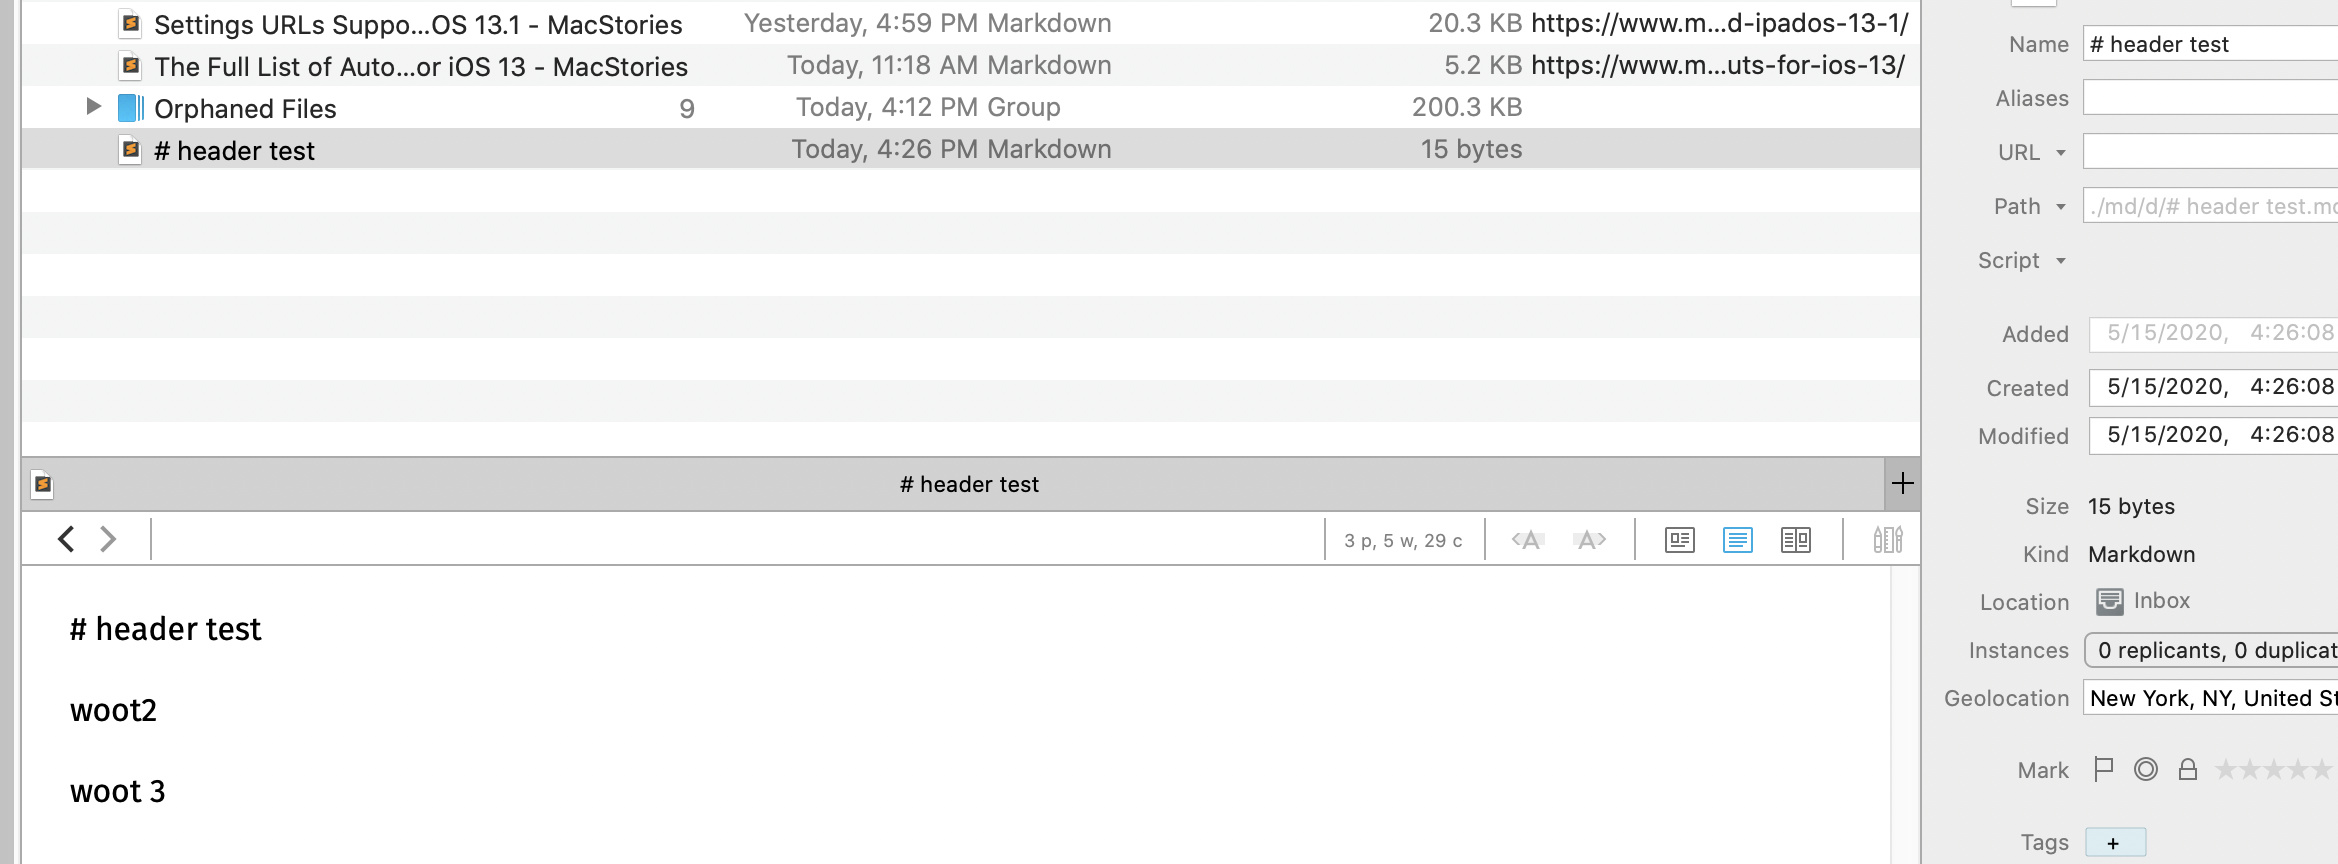 Settings URLs Suppo...OS 13.1 - MacStories Yesterday, 4:59 PM Markdown 20.3 KB https://www.m...d-ipados-13-1/
The Full List of Auto...or iOS 13 - MacStories Today, 11:18 AM Markdown 5.2 KB https://www.m...uts-for-ios-13/
Orphaned Files 9 Today, 4:12 PM Group 200.3 KB
# header test Today, 4:26 PM Markdown 15 bytes
# header test
3 p, 5 w, 29 c
<A A>
# header test
woot2
woot 3
Name # header test
Aliases
URL
Path ./md/d/# header test.md
Script
Added 5/15/2020, 4:26:08
Created 5/15/2020, 4:26:08
Modified 5/15/2020, 4:26:08
Size 15 bytes
Kind Markdown
Location Inbox
Instances 0 replicants, 0 duplicat
Geolocation New York, NY, United St
Mark
Tags +